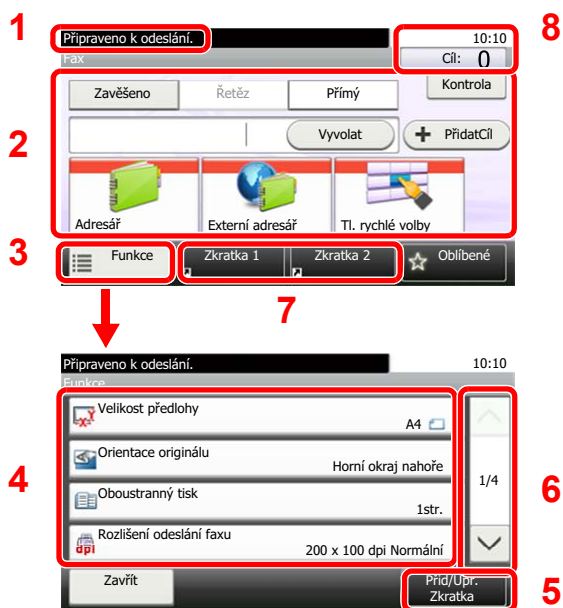 1
Připraveno k odeslání.
10:10
8
Fax
Cíl: 0
Zavěšeno
Řetěz
Přímý
Kontrola
2
Vyvolat
PřidatCíl
Adresář
Externí adresář
Tl. rychlé volby
3
Funkce
Zkratka 1
Zkratka 2
Oblíbené
7
Připraveno k odeslání.
10:10
Funkce
Velikost předlohy
A4
Orientace originálu
Horní okraj nahoře
4
1/4
6
Oboustranný tisk
1str.
Rozlišení odeslání faxu
dpi
200 x 100 dpi Normální
Zavřít
Přid/Upr.
Zkratka
5